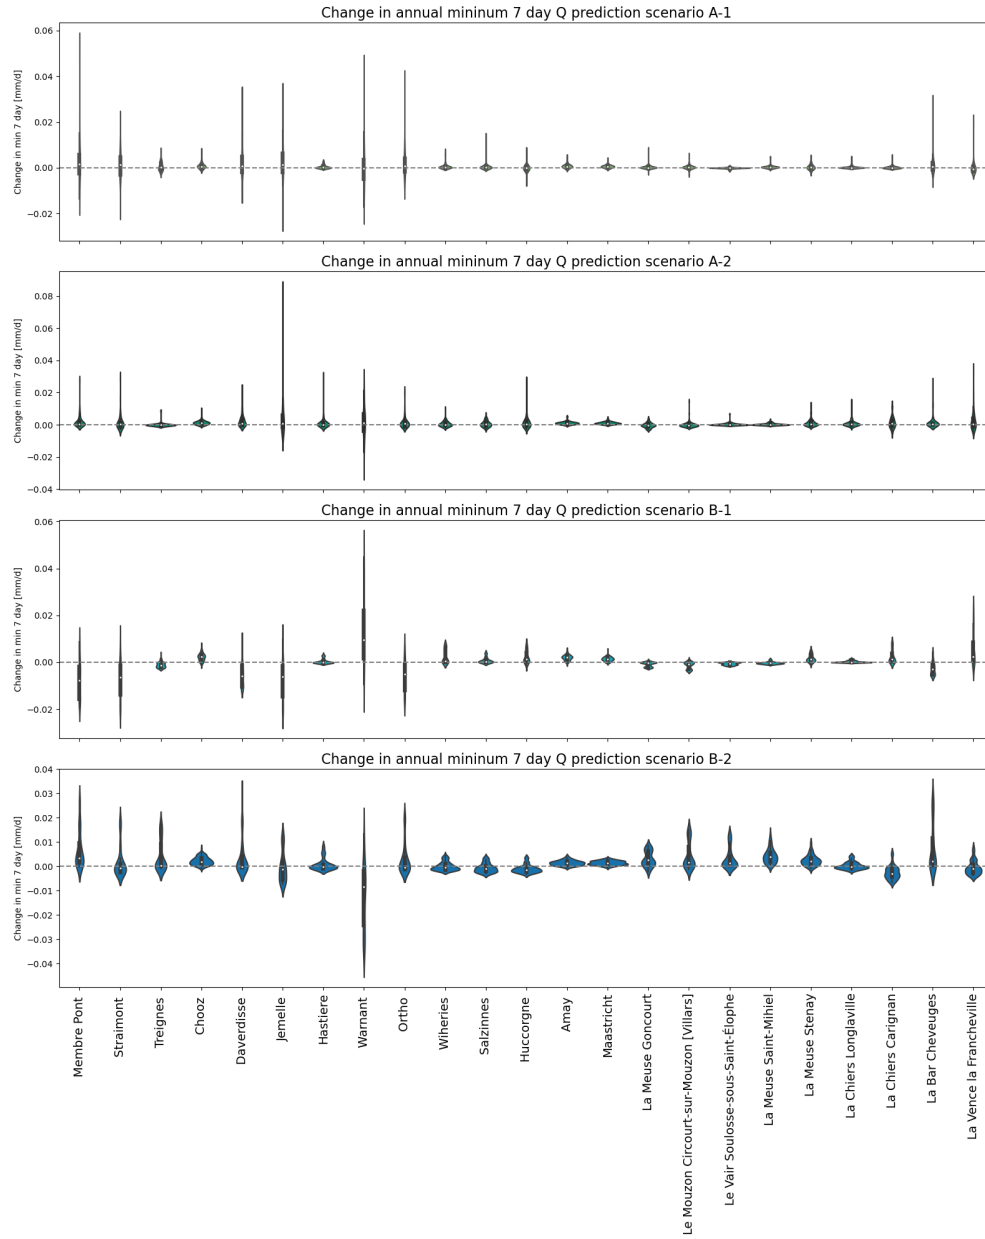 Change in annual mininum 7 day Q prediction scenario A-1
Change in min 7 day [mm/d]
0.06
0.04
0.02
0.00
−0.02
Change in annual mininum 7 day Q prediction scenario A-2
Change in min 7 day [mm/d]
0.08
0.06
0.04
0.02
0.00
−0.02
−0.04
Change in annual mininum 7 day Q prediction scenario B-1
Change in min 7 day [mm/d]
0.06
0.04
0.02
0.00
−0.02
Change in annual mininum 7 day Q prediction scenario B-2
Change in min 7 day [mm/d]
0.04
0.03
0.02
0.01
0.00
−0.01
−0.02
−0.03
−0.04
Membre Pont
Straimont
Treignes
Chooz
Daverdisse
Jemelle
Hastiere
Warnant
Ortho
Wiheries
Salzinnes
Huccorgne
Amay
Maastricht
La Meuse Goncourt
Le Mouzon Circourt-sur-Mouzon [Villars]
Le Vair Soulosse-sous-Saint-Elophe
La Meuse Saint-Mihiel
La Meuse Stenay
La Chiers Longlaville
La Chiers Carignan
La Bar Cheveuges
La Vence la Francheville